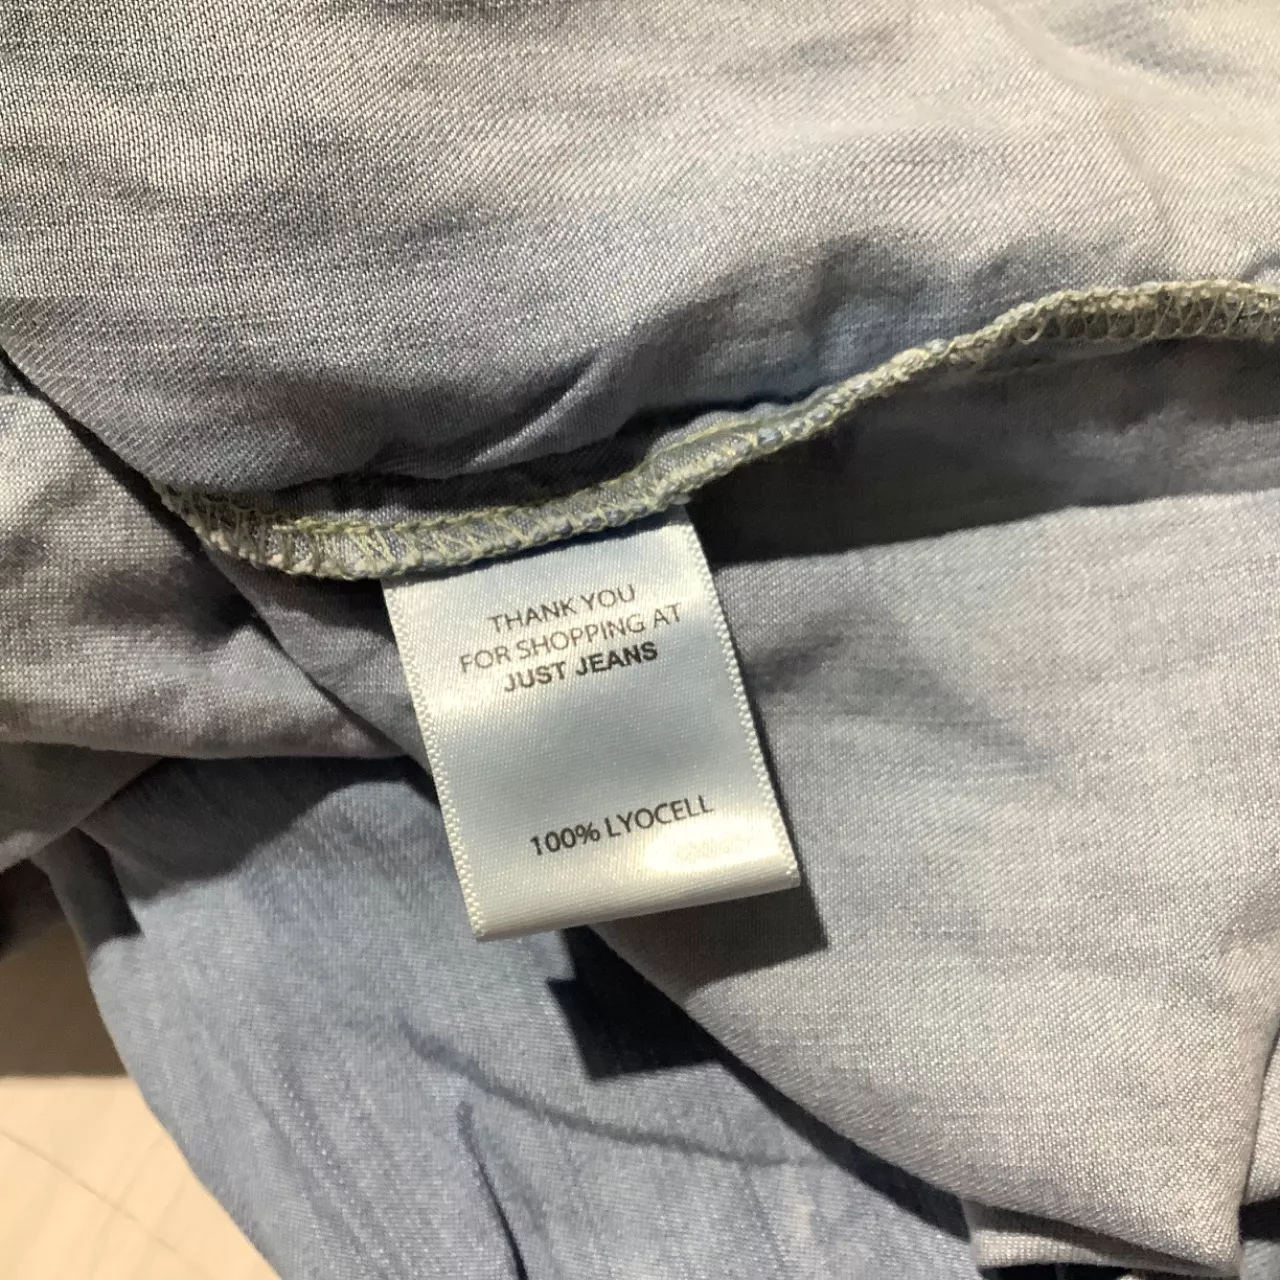 THANK YOU
FOR SHOPPING AT
JUST JEANS
100% LYOCELL